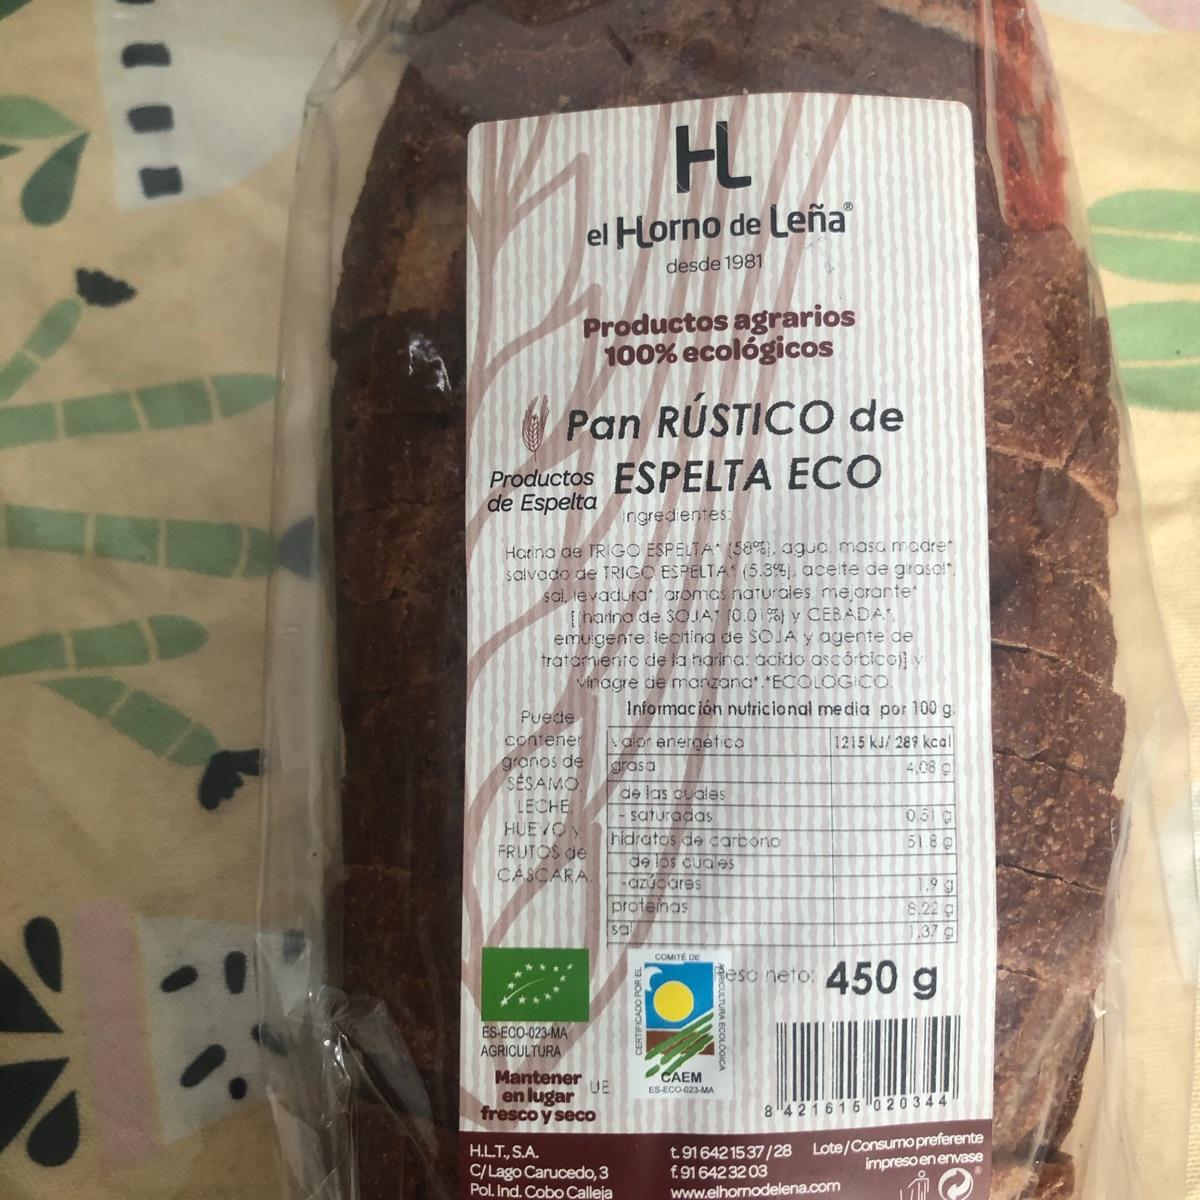 HL
el Horno de Leña®
desde 1981
Productos agrarios
100% ecológicos
Pan RÚSTICO de
ESPELTA ECO
Productos
de Espelta
Ingredientes:
Harina de TRIGO ESPELTA* (58%), agua, masa madre*
salvado de TRIGO ESPELTA* (5.3%), aceite de girasol*,
sal, levadura*, aromas naturales, mejorante*
[(harina de SOJA* (0.01%) y CEBADA*,
emulgente: lecitina de SOJA y agente de
tratamiento de la harina: ácido ascórbico)] y
vinagre de manzana*.*ECOLOGICO.
Puede
contener
granos de
SÉSAMO,
LECHE,
HUEVO y
FRUTOS de
CÁSCARA.
Información nutricional media por 100 g.
valor energético 1215 kJ/ 289 kcal
grasa 4,08 g
de las cuales
- saturadas 0,51 g
hidratos de carbono 51,8 g
de los cuales
-azúcares 1,9 g
proteínas 8,22 g
sal 1,37 g
Peso neto: 450 g
ES-ECO-023-MA
AGRICULTURA
UE
Mantener
en lugar
fresco y seco
CERTIFICADO POR EL
COMITÉ DE
AGRICULTURA ECOLÓGICA
CAEM
ES-ECO-023-MA
8 421615 020344
H.L.T., S.A.
C/ Lago Carucedo, 3
Pol. Ind. Cobo Calleja
t. 91 642 15 37 / 28
f. 91 642 32 03
www.elhornodelena.com
Lote / Consumo preferente
impreso en envase